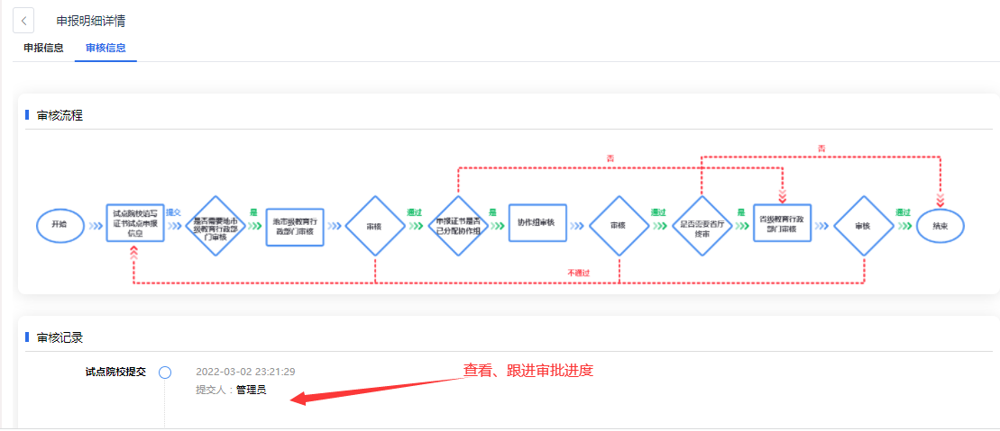 申报明细详情
申报信息
审核信息
审核流程
否
否
开始
试点院校填写
证书试点申报
信息
提交
是否需要地市
级教育行政部
门审核
是
地市级教育行
政部门审核
审核
通过
申报证书是否
已分配协作组
是
协作组审核
审核
通过
是否需要省厅
终审
是
省级教育行政
部门审核
审核
通过
结束
不通过
审核记录
试点院校提交
2022-03-02 23:21:29
提交人：管理员
查看、跟进审批进度